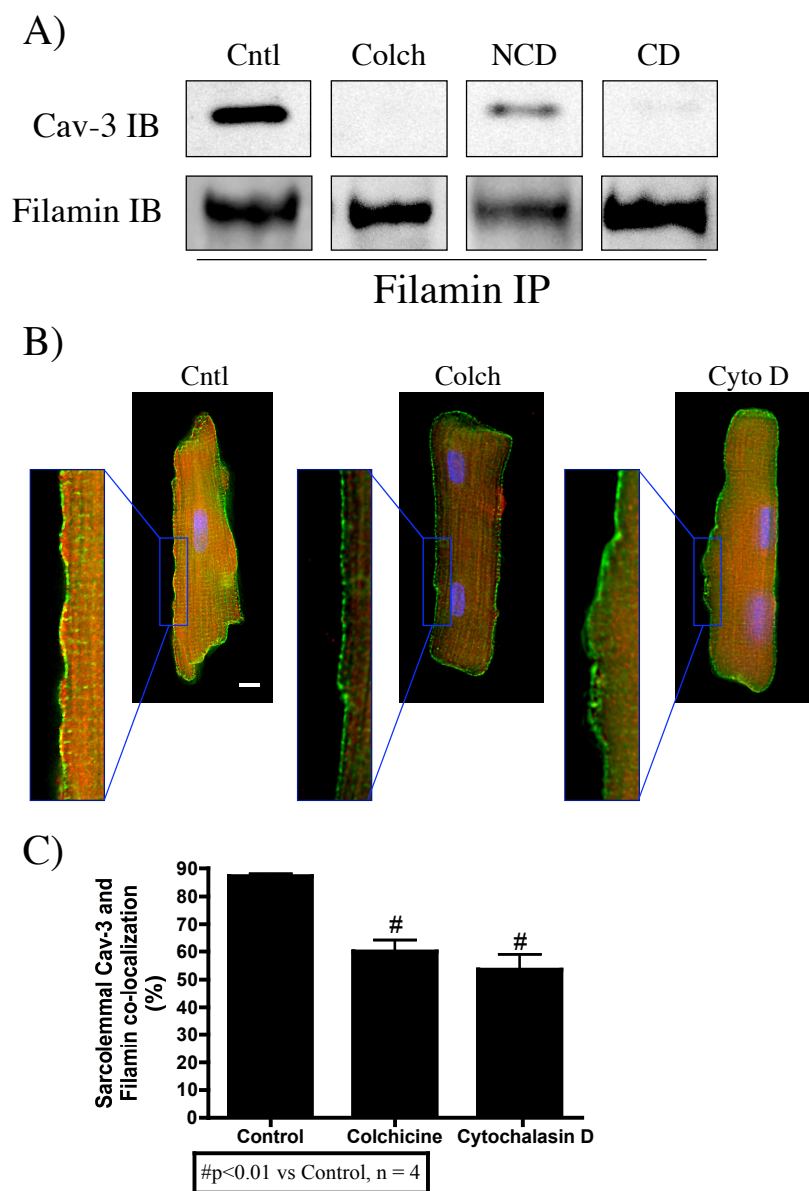 A)
Cntl Colch NCD CD
Cav-3 IB
Filamin IB
Filamin IP
B)
Cntl Colch Cyto D
C)
Sarcolemmal Cav-3 and
Filamin co-localization
(%)
90
80
70
60
50
40
30
20
10
0
# #
Control Colchicine Cytochalasin D
#p<0.01 vs Control, n = 4